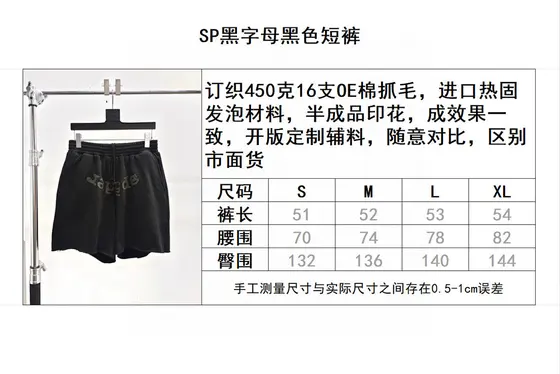 SP黑字母黑色短裤
订织450克16支OE棉抓毛，进口热固
发泡材料，半成品印花，成效果一
致，开版定制辅料，随意对比，区别
市面货
尺码 S M L XL
裤长 51 52 53 54
腰围 70 74 78 82
臀围 132 136 140 144
手工测量尺寸与实际尺寸之间存在0.5-1cm误差